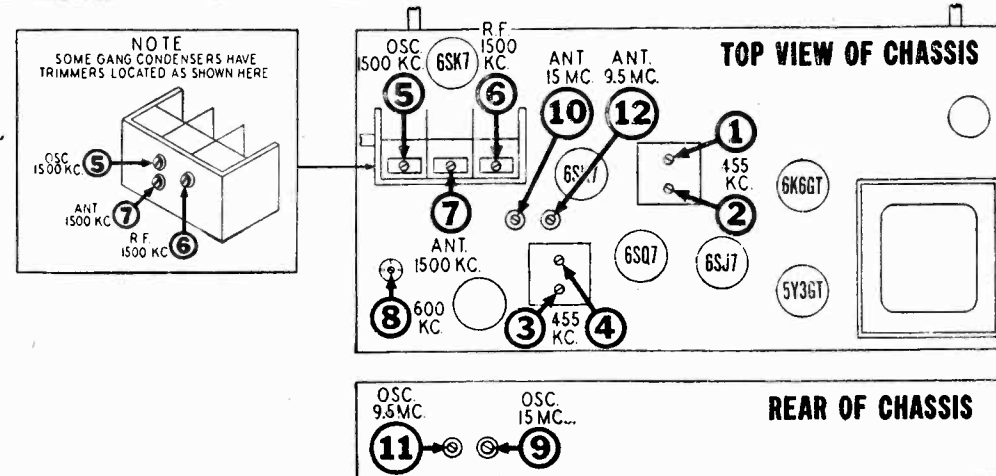 NOTE
SOME GANG CONDENSERS HAVE
TRIMMERS LOCATED AS SHOWN HERE
OSC.
1500 KC.
5
ANT
1500 KC
7
R.F.
1500 KC
6
TOP VIEW OF CHASSIS
OSC.
1500 KC.
5
6SK7
R.F.
1500
KC.
6
ANT
15 MC.
10
ANT.
9.5 MC.
12
7
ANT.
1500 KC.
1
455
KC.
2
6K6GT
6SQ7
6SJ7
5Y3GT
8
600
KC.
3
455
KC.
4
REAR OF CHASSIS
OSC.
9.5 MC.
11
OSC.
15 MC.
9